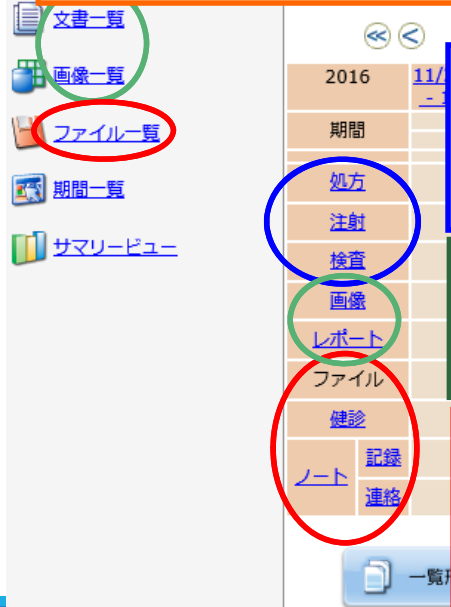 文書一覧
画像一覧
ファイル一覧
期間一覧
サマリービュー
≪ <
2016 11/
-
期間
処方
注射
検査
画像
レポート
ファイル
健診
ノート 記録
連絡
一覧